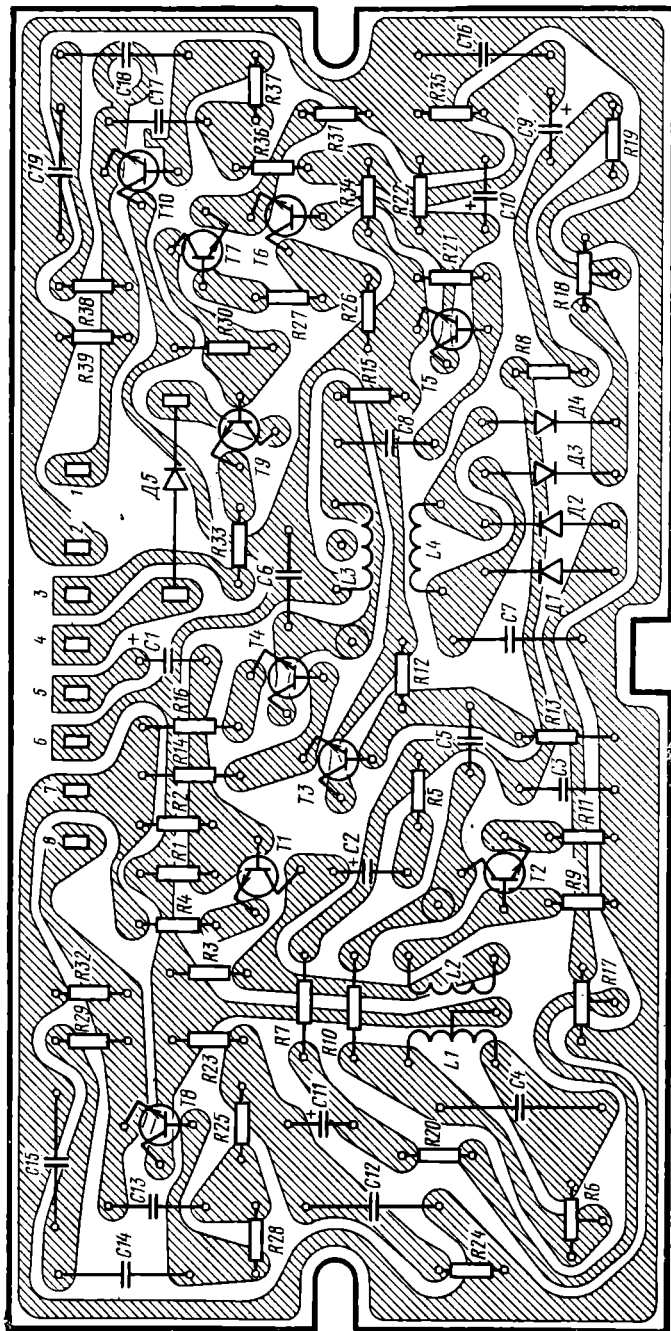 C19
C18
C17
R37
R36
R31
R35
C16
C9 +
R19
T10
T7
T6
R34
R22
+ C10
R38
R39
R30
R27
R26
R21
T5
R18
R15
R8
C8
Д4
Д3
Д2
Д1
1
2
3
4
5
6
7
8
Д5
T9
R33
C6
L3
L4
+ C1
T4
R16
R14
R2
R1
R4
R3
T1
T3
R12
C7
C5
R13
R5
C3
+ C2
R11
T2
R9
R32
R29
R7
R10
L2
L1
R17
R23
C15
T8
R25
+ C11
C4
R20
C13
C12
R6
C14
R28
R24